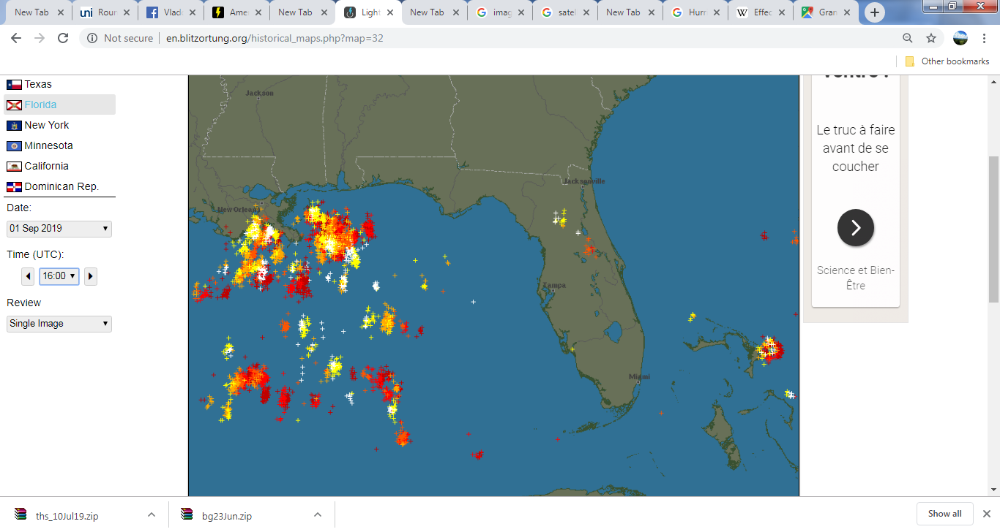 New Tab
uni Roun
Vladi
Amer
New Tab
Light
New Tab
G imag
G satel
New Tab
G Hurr
W Effec
Gran
Not secure
en.blitzortung.org/historical_maps.php?map=32
Other bookmarks
Texas
Florida
New York
Minnesota
California
Dominican Rep.
Date:
01 Sep 2019
Time (UTC):
16:00
Review
Single Image
Jackson
Jacksonville
New Orleans
Tampa
Miami
Le truc à faire
avant de se
coucher
Science et Bien-
Être
ths_10Jul19.zip
bg23Jun.zip
Show all